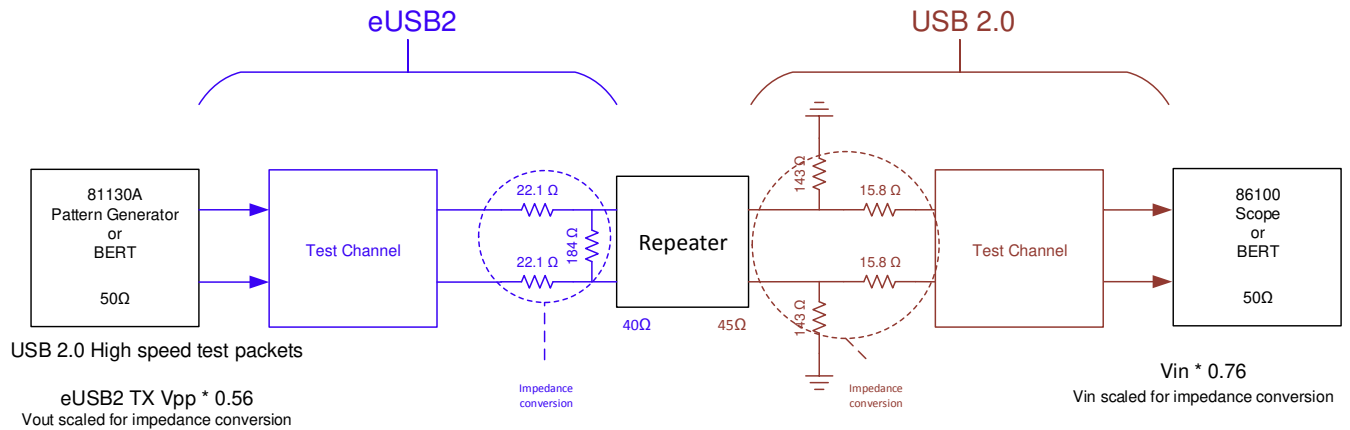 eUSB2
USB 2.0
81130A
Pattern Generator
or
BERT
50Ω
Test Channel
22.1 Ω
184 Ω
22.1 Ω
Repeater
40Ω
45Ω
143 Ω
15.8 Ω
15.8 Ω
143 Ω
Test Channel
86100
Scope
or
BERT
50Ω
USB 2.0 High speed test packets
eUSB2 TX Vpp * 0.56
Vout scaled for impedance conversion
Impedance
conversion
Impedance
conversion
Vin * 0.76
Vin scaled for impedance conversion